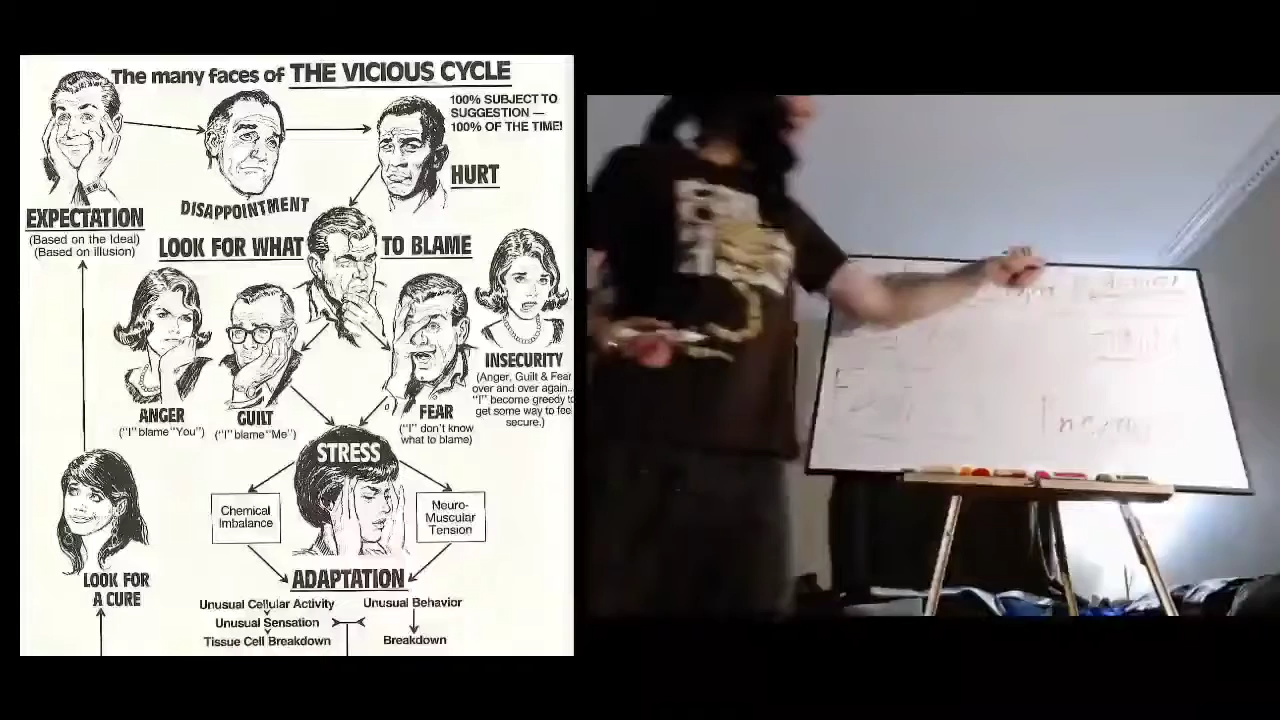 The many faces of THE VICIOUS CYCLE
100% SUBJECT TO
SUGGESTION —
100% OF THE TIME!
HURT
DISAPPOINTMENT
EXPECTATION
(Based on the Ideal)
(Based on illusion)
LOOK FOR WHAT TO BLAME
INSECURITY
(Anger, Guilt & Fear
over and over again..
"I" become greedy to
get some way to feel
secure.)
ANGER
("I" blame "You")
GUILT
("I" blame "Me")
FEAR
("I" don't know
what to blame)
STRESS
Chemical
Imbalance
Neuro-
Muscular
Tension
LOOK FOR
A CURE
ADAPTATION
Unusual Cellular Activity
Unusual Sensation
Tissue Cell Breakdown
Unusual Behavior
Breakdown